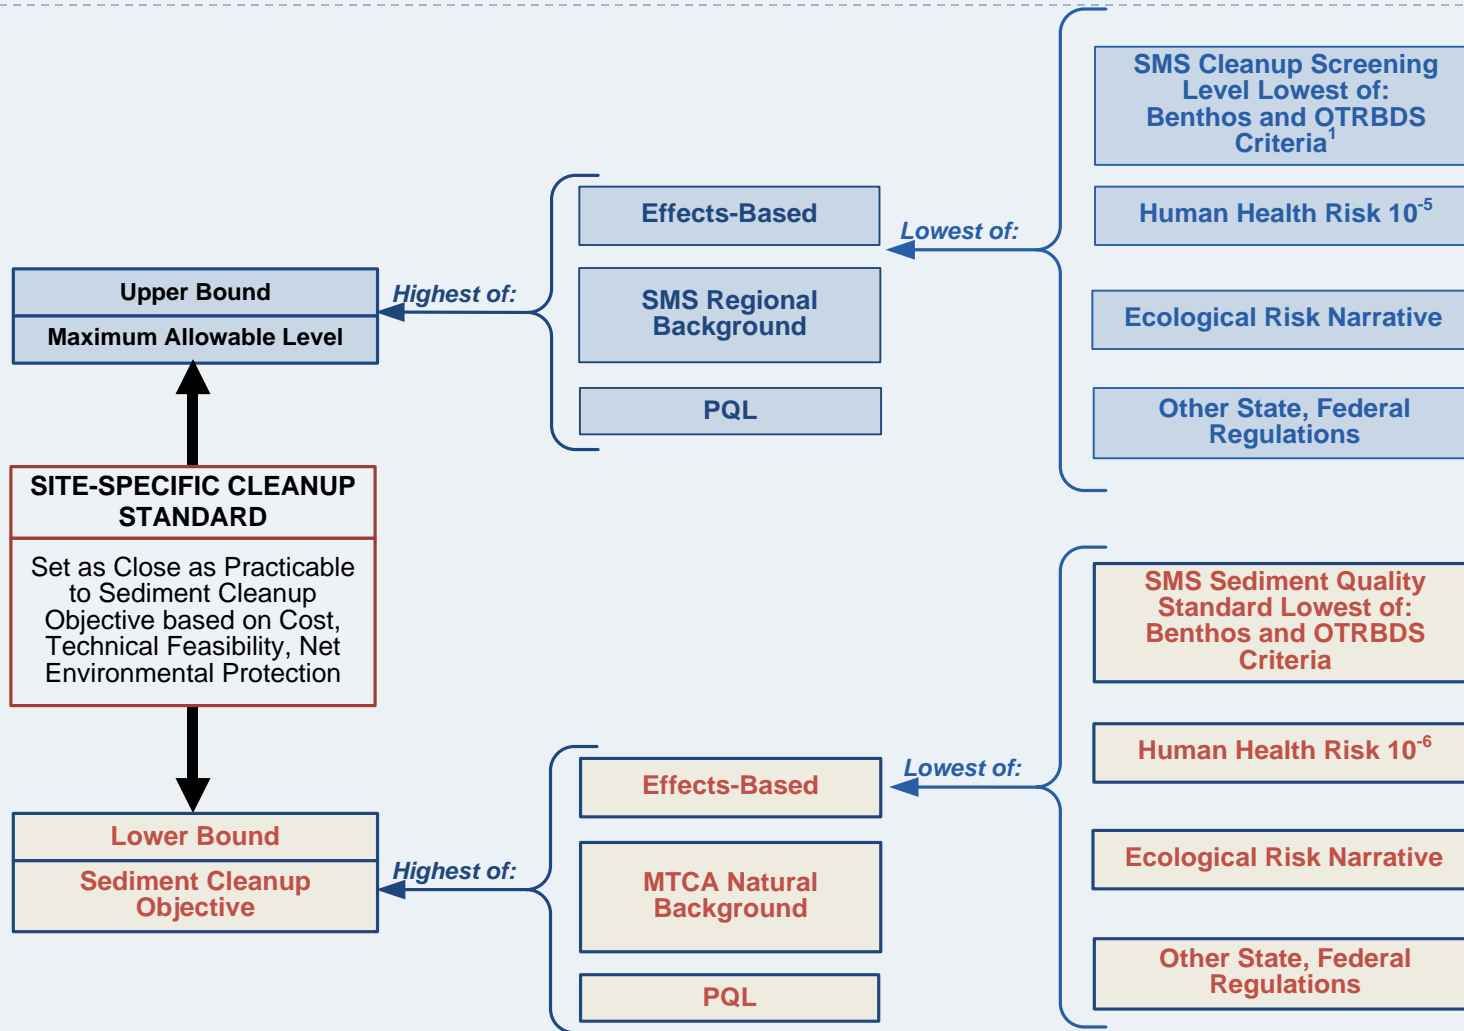 SMS Cleanup Screening
Level Lowest of:
Benthos and OTRBDS
Criteria¹
Human Health Risk 10⁻⁵
Ecological Risk Narrative
Other State, Federal
Regulations
Lowest of:
Effects-Based
SMS Regional
Background
PQL
Highest of:
Upper Bound
Maximum Allowable Level
SITE-SPECIFIC CLEANUP
STANDARD
Set as Close as Practicable
to Sediment Cleanup
Objective based on Cost,
Technical Feasibility, Net
Environmental Protection
Lower Bound
Sediment Cleanup
Objective
Highest of:
Effects-Based
MTCA Natural
Background
PQL
Lowest of:
SMS Sediment Quality
Standard Lowest of:
Benthos and OTRBDS
Criteria
Human Health Risk 10⁻⁶
Ecological Risk Narrative
Other State, Federal
Regulations